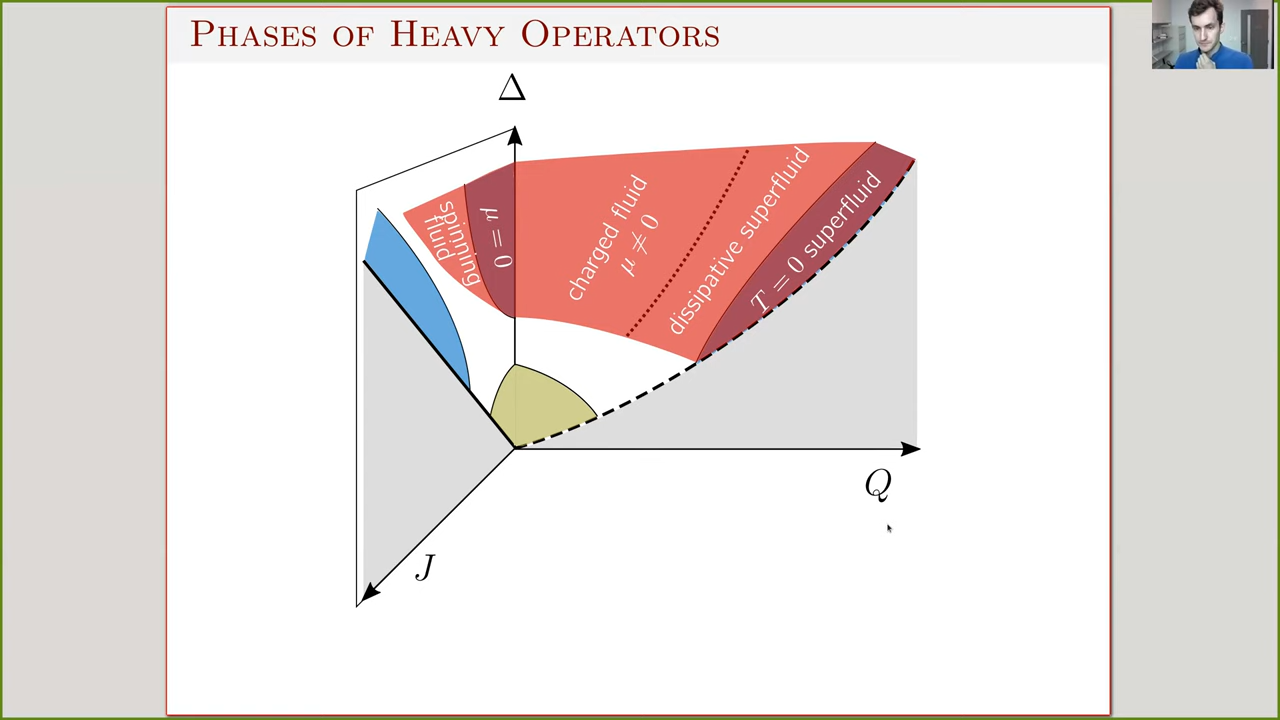 PHASES OF HEAVY OPERATORS
Δ
spinning
fluid
μ = 0
charged fluid
μ ≠ 0
dissipative superfluid
T = 0 superfluid
Q
J